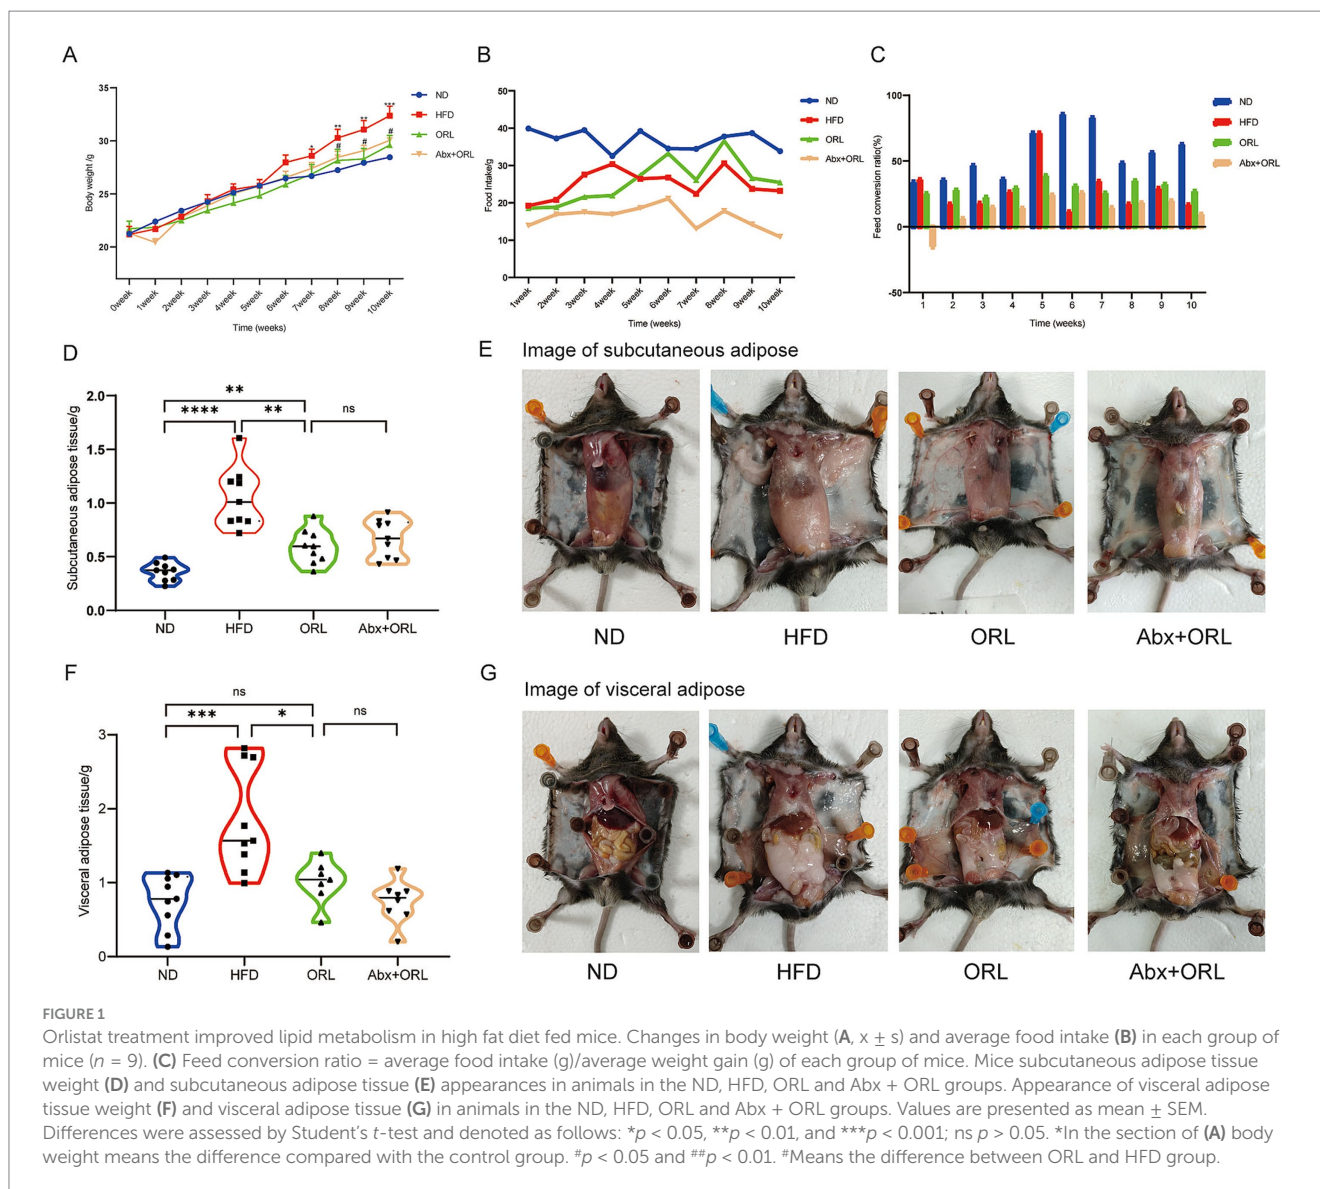 A
Body weight /g
35
30
25
20
0week
1week
2week
3week
4week
5week
6week
7week
8week
9week
10week
Time (weeks)
*
**
**
***
#
#
#
ND
HFD
ORL
Abx+ORL
B
Food Intake/g
50
40
30
20
10
0
1week
2week
3week
4week
5week
6week
7week
8week
9week
10week
Time (weeks)
ND
HFD
ORL
Abx+ORL
C
Feed conversion ratio(%)
100
50
0
-50
1 2 3 4 5 6 7 8 9 10
Time (weeks)
ND
HFD
ORL
Abx+ORL
D
Subcutaneous adipose tissue/g
2.0
1.5
1.0
0.5
0.0
**
**** ** ns
ND HFD ORL Abx+ORL
E Image of subcutaneous adipose
ND HFD ORL Abx+ORL
F
Visceral adipose tissue/g
3
2
1
0
ns
*** * ns
ND HFD ORL Abx+ORL
G Image of visceral adipose
ND HFD ORL Abx+ORL
FIGURE 1
Orlistat treatment improved lipid metabolism in high fat diet fed mice. Changes in body weight (A, x ± s) and average food intake (B) in each group of
mice (n = 9). (C) Feed conversion ratio = average food intake (g)/average weight gain (g) of each group of mice. Mice subcutaneous adipose tissue
weight (D) and subcutaneous adipose tissue (E) appearances in animals in the ND, HFD, ORL and Abx + ORL groups. Appearance of visceral adipose
tissue weight (F) and visceral adipose tissue (G) in animals in the ND, HFD, ORL and Abx + ORL groups. Values are presented as mean ± SEM.
Differences were assessed by Student’s t-test and denoted as follows: *p < 0.05, **p < 0.01, and ***p < 0.001; ns p > 0.05. *In the section of (A) body
weight means the difference compared with the control group. #p < 0.05 and ##p < 0.01. #Means the difference between ORL and HFD group.